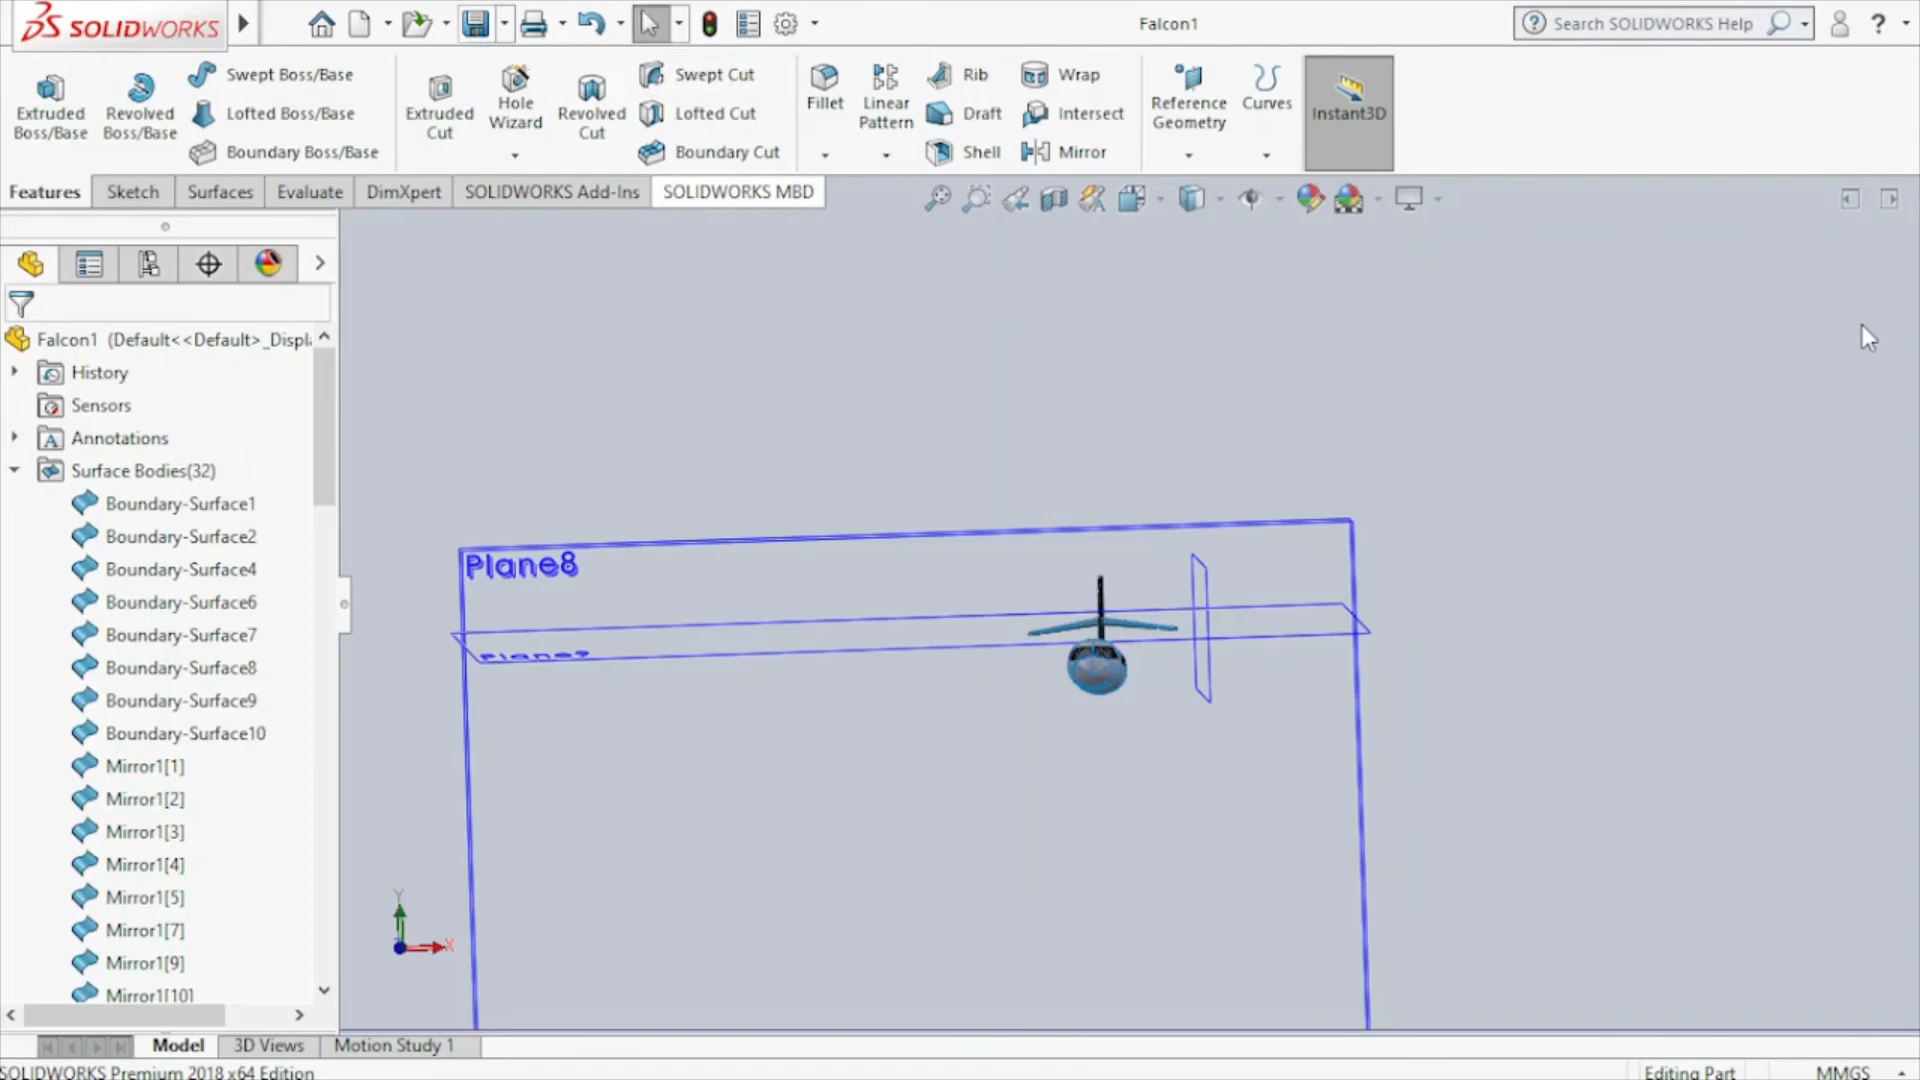 SOLIDWORKS
Falcon1
Search SOLIDWORKS Help
?
Extruded Boss/Base
Revolved Boss/Base
Swept Boss/Base
Lofted Boss/Base
Boundary Boss/Base
Extruded Cut
Hole Wizard
Revolved Cut
Swept Cut
Lofted Cut
Boundary Cut
Fillet
Linear Pattern
Rib
Draft
Shell
Wrap
Intersect
Mirror
Reference Geometry
Curves
Instant3D
Features
Sketch
Surfaces
Evaluate
DimXpert
SOLIDWORKS Add-Ins
SOLIDWORKS MBD
Falcon1 (Default<<Default>_Displ
History
Sensors
Annotations
Surface Bodies(32)
Boundary-Surface1
Boundary-Surface2
Boundary-Surface4
Boundary-Surface6
Boundary-Surface7
Boundary-Surface8
Boundary-Surface9
Boundary-Surface10
Mirror1[1]
Mirror1[2]
Mirror1[3]
Mirror1[4]
Mirror1[5]
Mirror1[7]
Mirror1[9]
Mirror1[10]
Plane8
Y
X
Model
3D Views
Motion Study 1
SOLIDWORKS Premium 2018 x64 Edition
Editing Part
MMGS